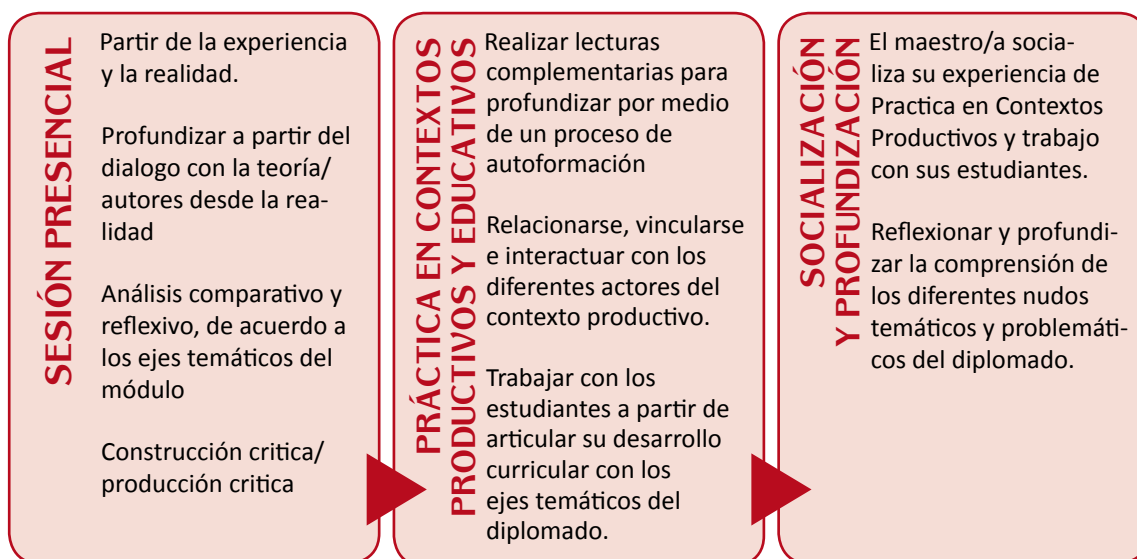 SESIÓN PRESENCIAL
Partir de la experiencia
y la realidad.
Profundizar a partir del
dialogo con la teoría/
autores desde la rea-
lidad
Análisis comparativo y
reflexivo, de acuerdo a
los ejes temáticos del
módulo
Construcción critica/
producción critica
PRÁCTICA EN CONTEXTOS
PRODUCTIVOS Y EDUCATIVOS
Realizar lecturas
complementarias para
profundizar por medio
de un proceso de
autoformación
Relacionarse, vincularse
e interactuar con los
diferentes actores del
contexto productivo.
Trabajar con los
estudiantes a partir de
articular su desarrollo
curricular con los
ejes temáticos del
diplomado.
SOCIALIZACIÓN
Y PROFUNDIZACIÓN
El maestro/a socia-
liza su experiencia de
Practica en Contextos
Productivos y trabajo
con sus estudiantes.
Reflexionar y profundi-
zar la comprensión de
los diferentes nudos
temáticos y problemáti-
cos del diplomado.